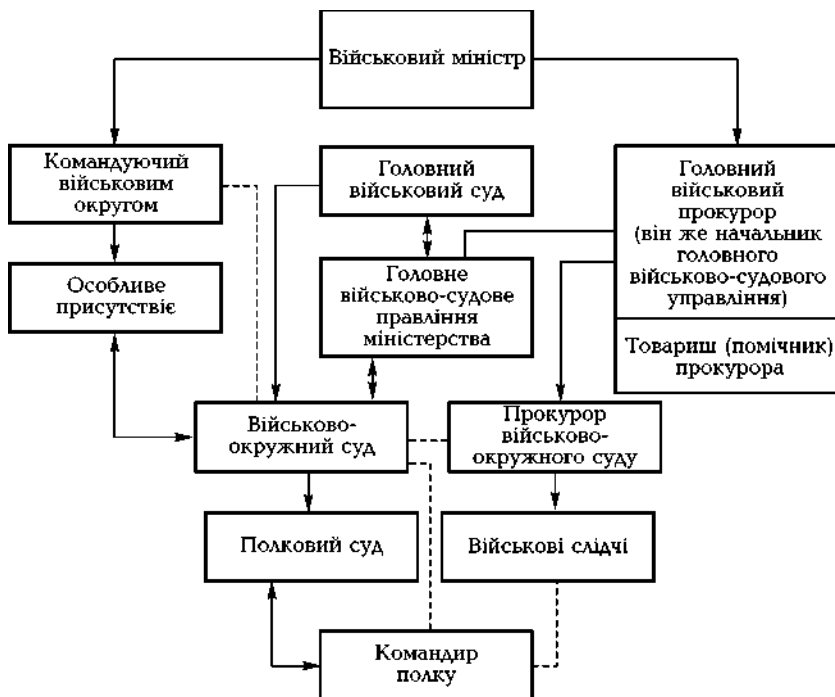 Військовий міністр
Командуючий
військовим
округом
Головний
військовий суд
Головний
військовий
прокурор
(він же начальник
головного
військово-судового
управління)
Товариш (помічник)
прокурора
Особливе
присутствіє
Головне
військово-судове
правління
міністерства
Військово-
окружний суд
Прокурор
військово-
окружного суду
Полковий суд
Військові слідчі
Командир
полку